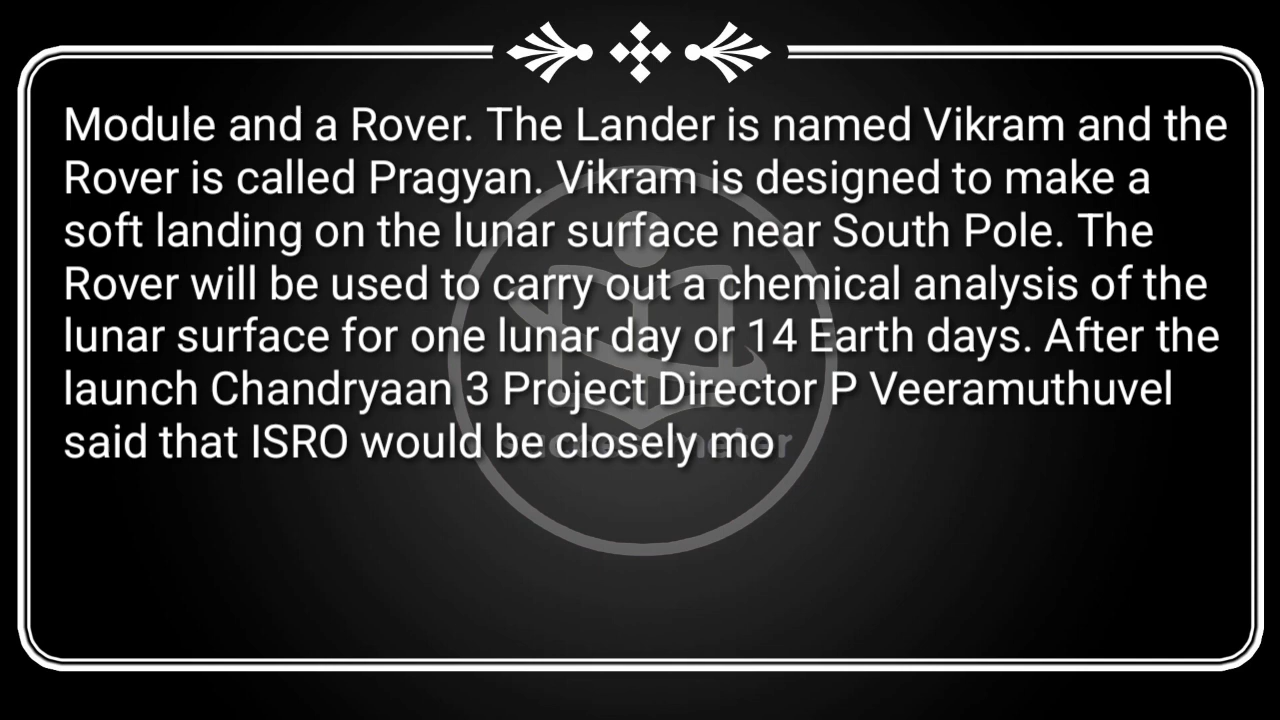 Module and a Rover. The Lander is named Vikram and the
Rover is called Pragyan. Vikram is designed to make a
soft landing on the lunar surface near South Pole. The
Rover will be used to carry out a chemical analysis of the
lunar surface for one lunar day or 14 Earth days. After the
launch Chandryaan 3 Project Director P Veeramuthuvel
said that ISRO would be closely mo